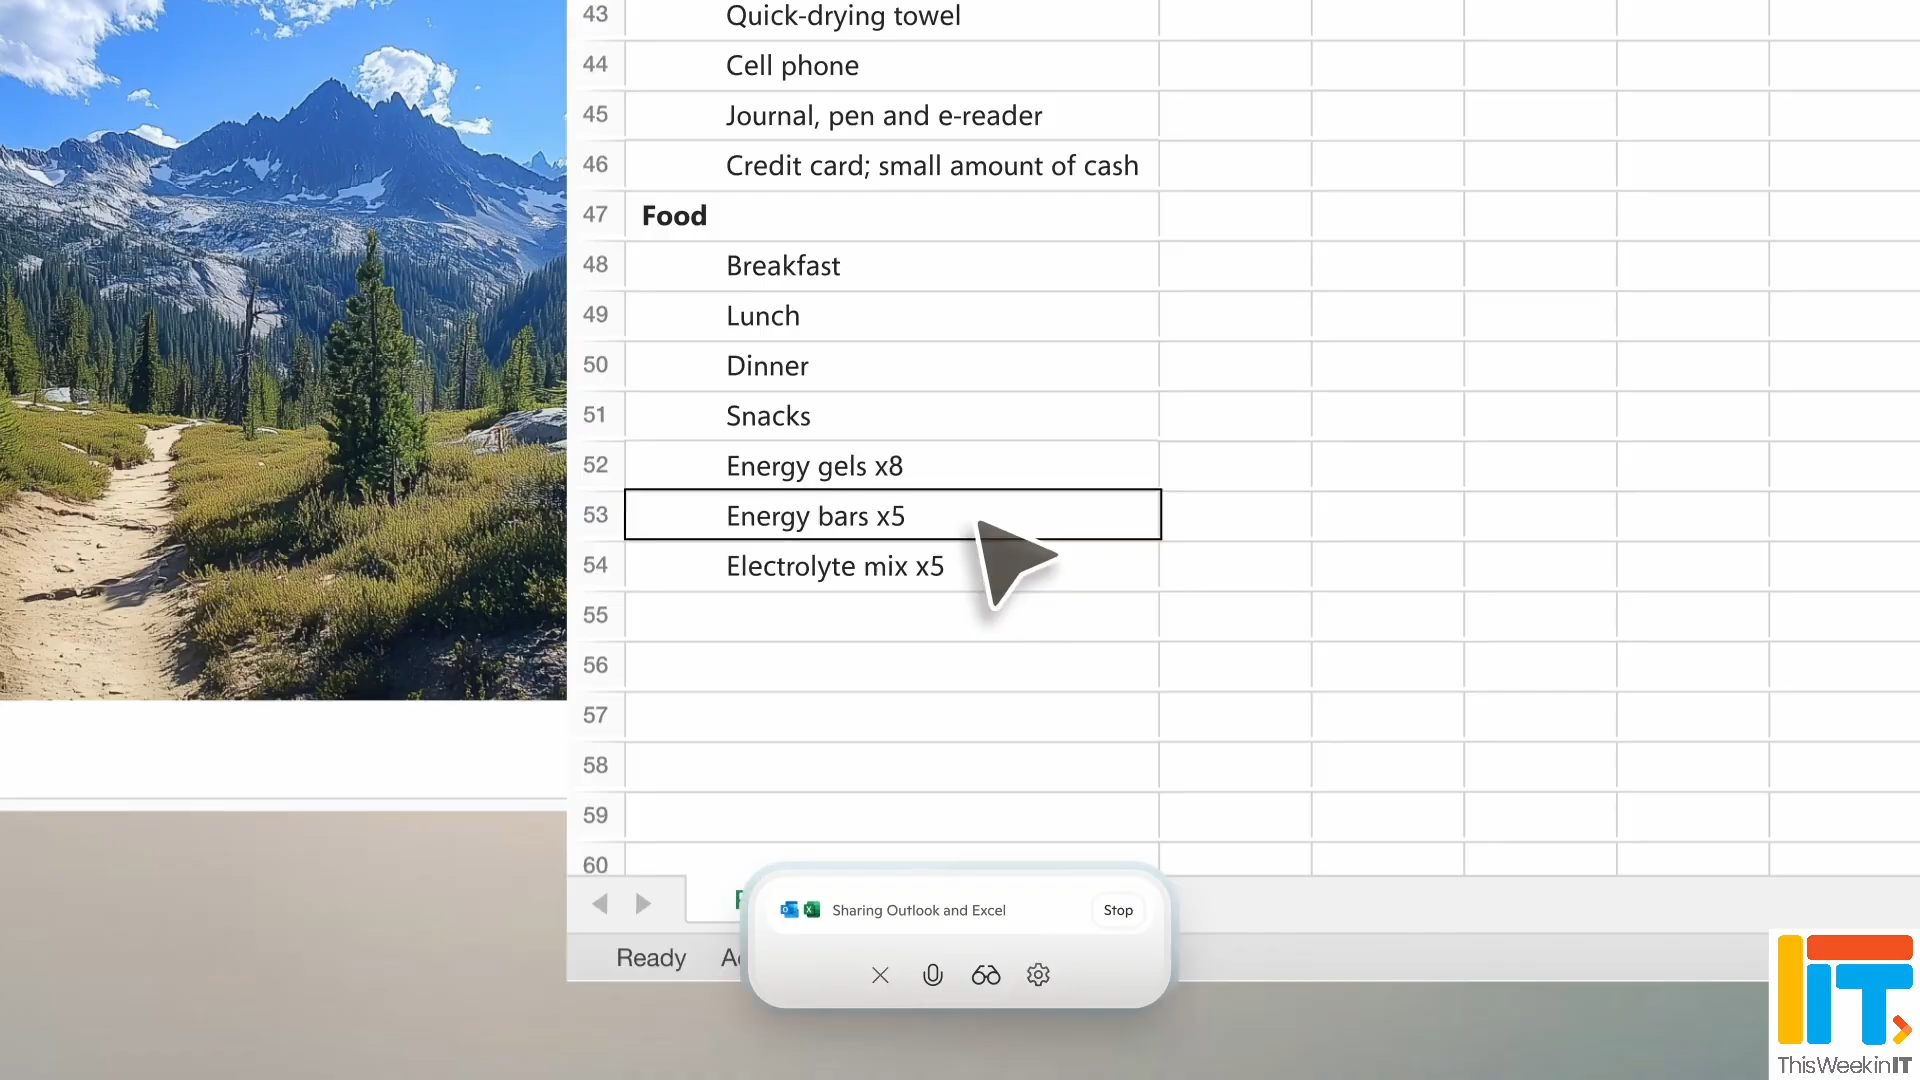 43 Quick-drying towel
44 Cell phone
45 Journal, pen and e-reader
46 Credit card; small amount of cash
47 Food
48 Breakfast
49 Lunch
50 Dinner
51 Snacks
52 Energy gels x8
53 Energy bars x5
54 Electrolyte mix x5
55
56
57
58
59
60
Sharing Outlook and Excel Stop
Ready
IT
ThisWeekinIT